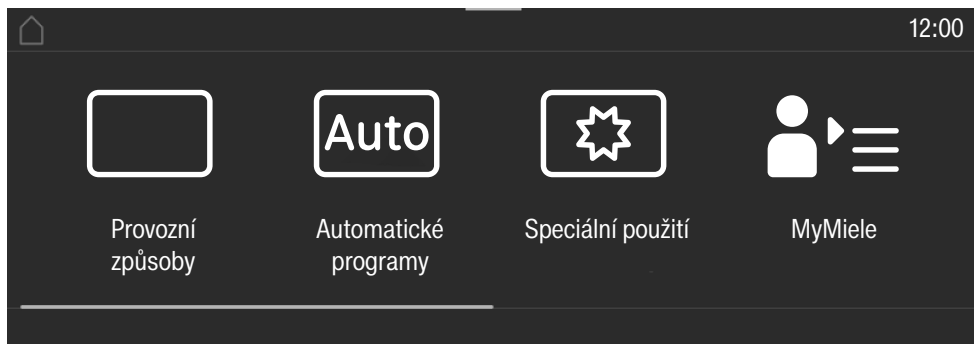 12:00
Auto
Provozní
způsoby
Automatické
programy
Speciální použití
MyMiele